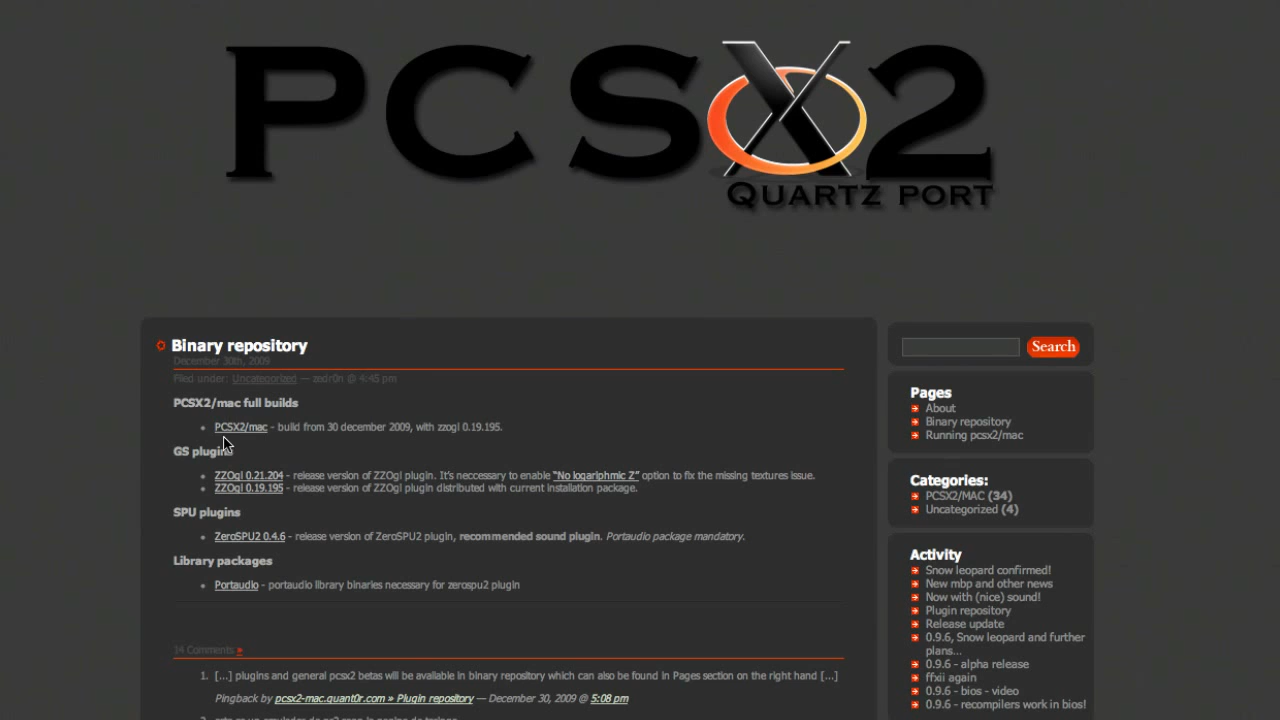 PCSX2
QUARTZ PORT
Binary repository
December 30th, 2009
Filed under: Uncategorized — zedr0n @ 4:45 pm
PCSX2/mac full builds
PCSX2/mac - build from 30 december 2009, with zzogl 0.19.195.
GS plugins
ZZOgl 0.21.204 - release version of ZZOgl plugin. It's neccessary to enable "No logariphmic Z" option to fix the missing textures issue.
ZZOgl 0.19.195 - release version of ZZOgl plugin distributed with current installation package.
SPU plugins
ZeroSPU2 0.4.6 - release version of ZeroSPU2 plugin, recommended sound plugin. Portaudio package mandatory.
Library packages
Portaudio - portaudio library binaries necessary for zerospu2 plugin
14 Comments »
1. [...] plugins and general pcsx2 betas will be available in binary repository which can also be found in Pages section on the right hand [...]
Pingback by pcsx2-mac.quant0r.com » Plugin repository — December 30, 2009 @ 5:08 pm
Search
Pages
About
Binary repository
Running pcsx2/mac
Categories:
PCSX2/MAC (34)
Uncategorized (4)
Activity
Snow leopard confirmed!
New mbp and other news
Now with (nice) sound!
Plugin repository
Release update
0.9.6, Snow leopard and further
plans...
0.9.6 - alpha release
ffxii again
0.9.6 - bios - video
0.9.6 - recompilers work in bios!